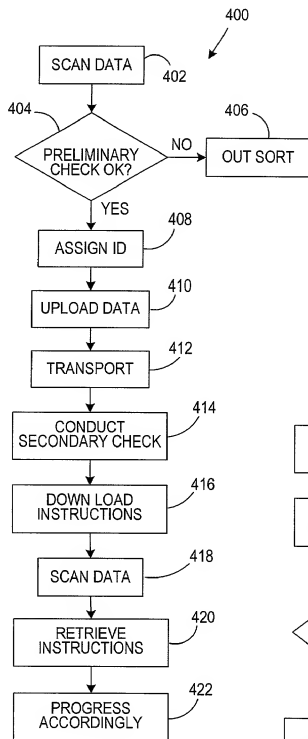 400
SCAN DATA
402
404
PRELIMINARY
CHECK OK?
NO
406
OUT SORT
YES
408
ASSIGN ID
410
UPLOAD DATA
412
TRANSPORT
414
CONDUCT
SECONDARY CHECK
416
DOWN LOAD
INSTRUCTIONS
418
SCAN DATA
420
RETRIEVE
INSTRUCTIONS
422
PROGRESS
ACCORDINGLY